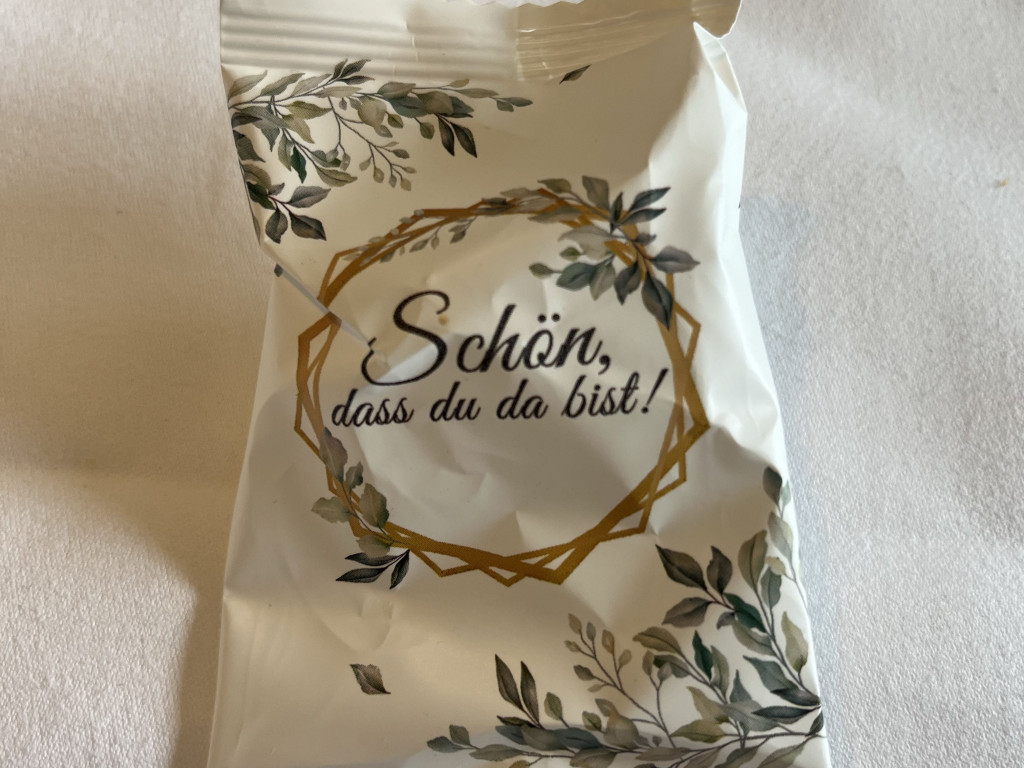 Schön,
dass du da bist!